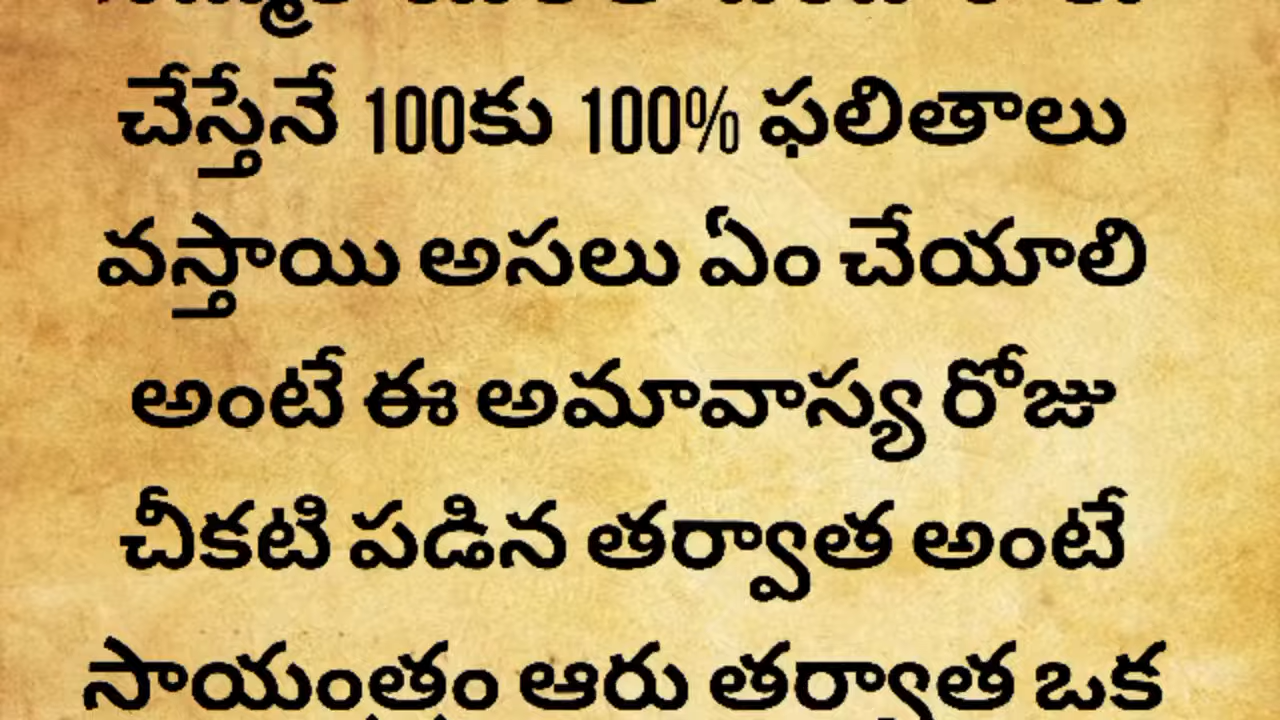 చేస్తేనే 100కు 100% ఫలితాలు
వస్తాయి అసలు ఏం చేయాలి
అంటే ఈ అమావాస్య రోజు
చీకటి పడిన తర్వాత అంటే
సాయంత్రం ఆరు తర్వాత ఒక